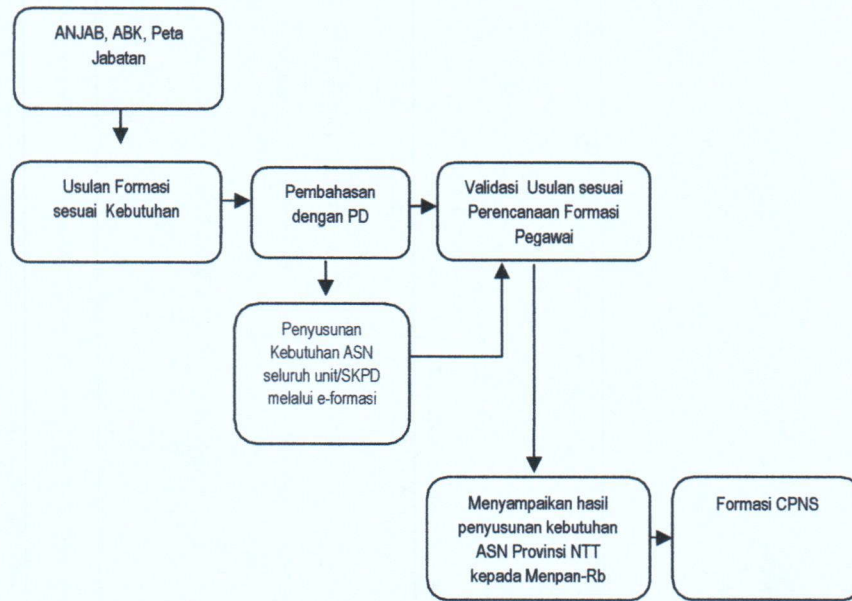 ANJAB, ABK, Peta
Jabatan
Usulan Formasi
sesuai Kebutuhan
Pembahasan
dengan PD
Validasi Usulan sesuai
Perencanaan Formasi
Pegawai
Penyusunan
Kebutuhan ASN
seluruh unit/SKPD
melalui e-formasi
Menyampaikan hasil
penyusunan kebutuhan
ASN Provinsi NTT
kepada Menpan-Rb
Formasi CPNS